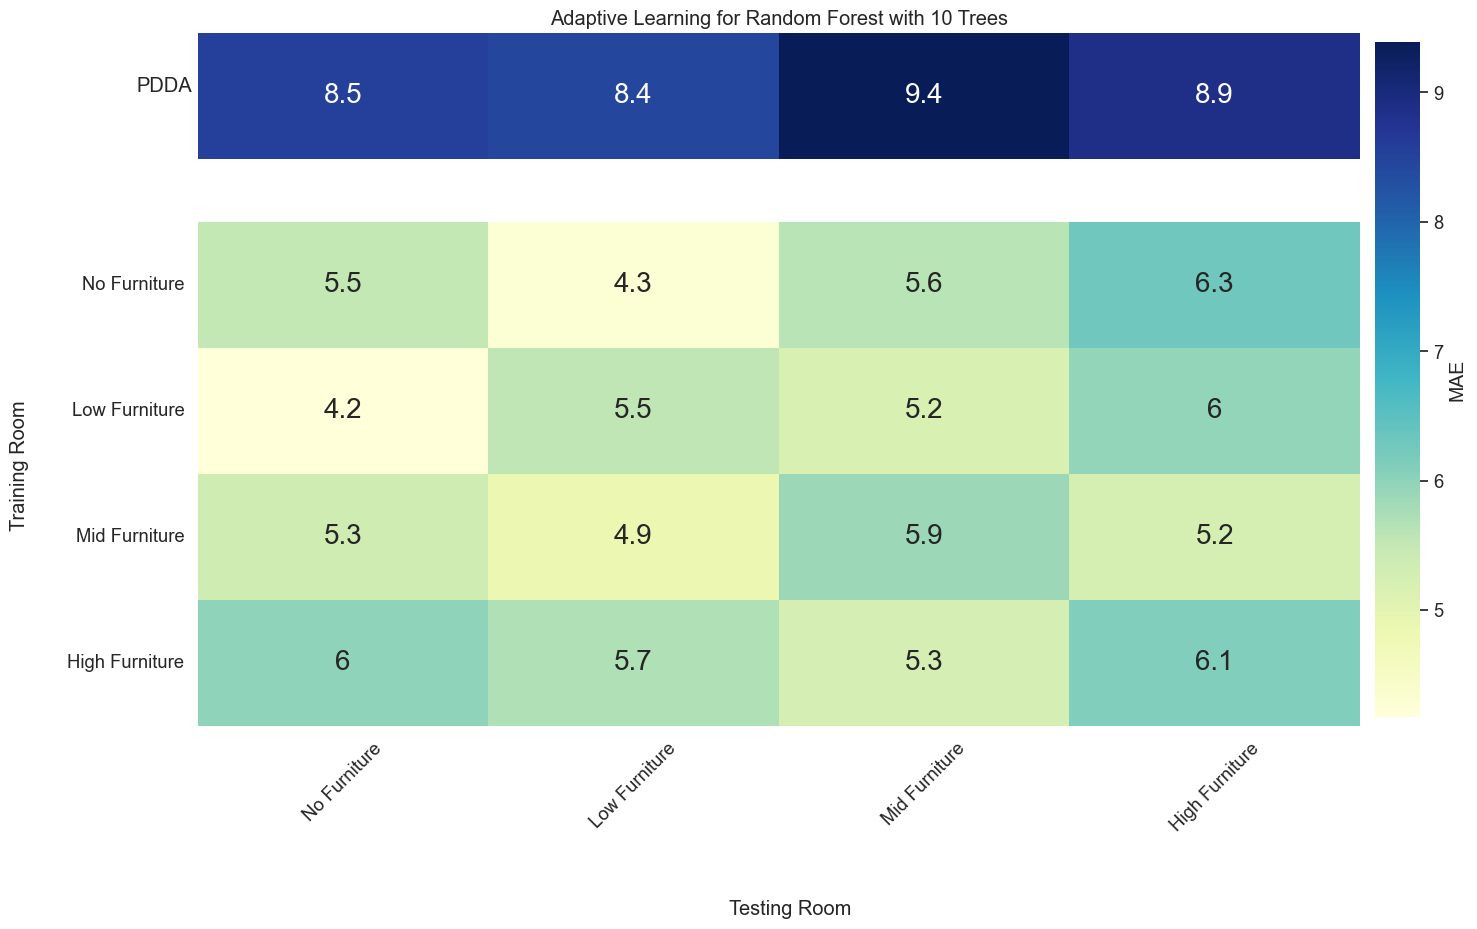 Adaptive Learning for Random Forest with 10 Trees
PDDA
8.5 8.4 9.4 8.9
No Furniture 5.5 4.3 5.6 6.3
Low Furniture 4.2 5.5 5.2 6
Mid Furniture 5.3 4.9 5.9 5.2
High Furniture 6 5.7 5.3 6.1
Training Room
No Furniture Low Furniture Mid Furniture High Furniture
Testing Room
9
8
7
6
5
MAE